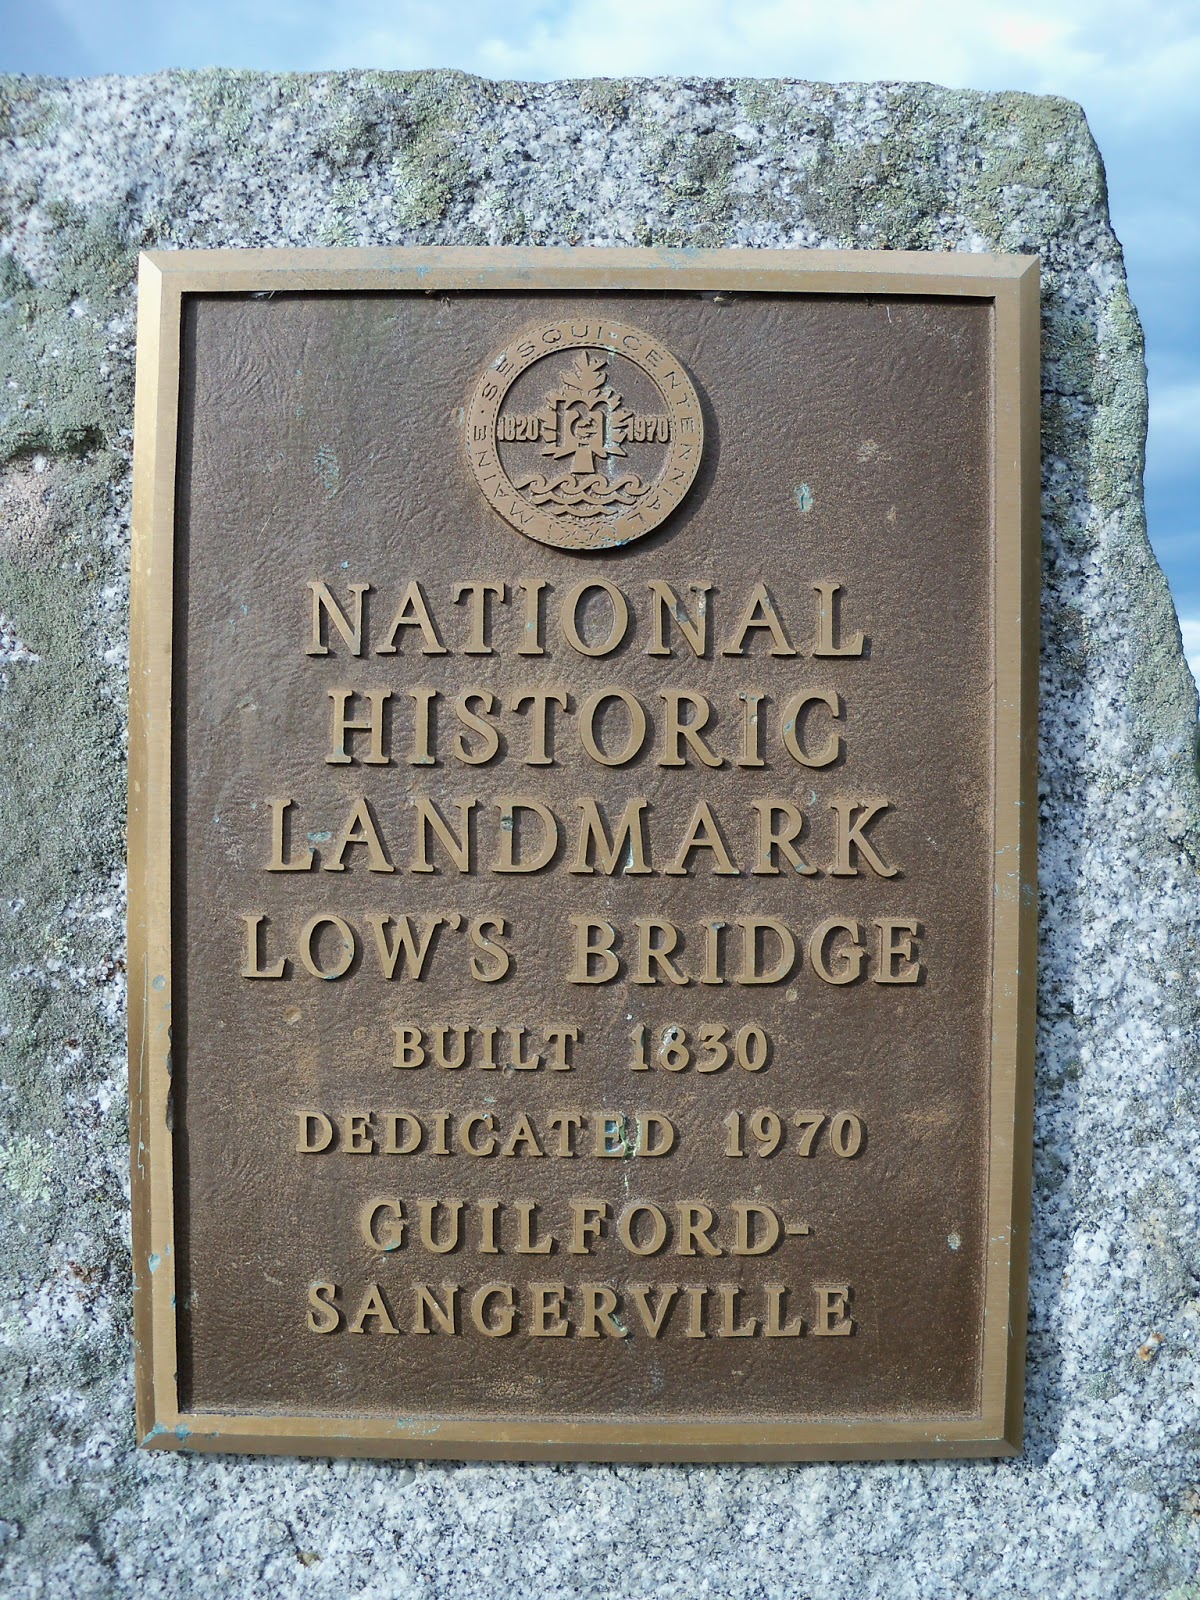 MAINE · SESQUI-CENTENNIAL
1820 1970
NATIONAL
HISTORIC
LANDMARK
LOW'S BRIDGE
BUILT 1830
DEDICATED 1970
GUILFORD-
SANGERVILLE